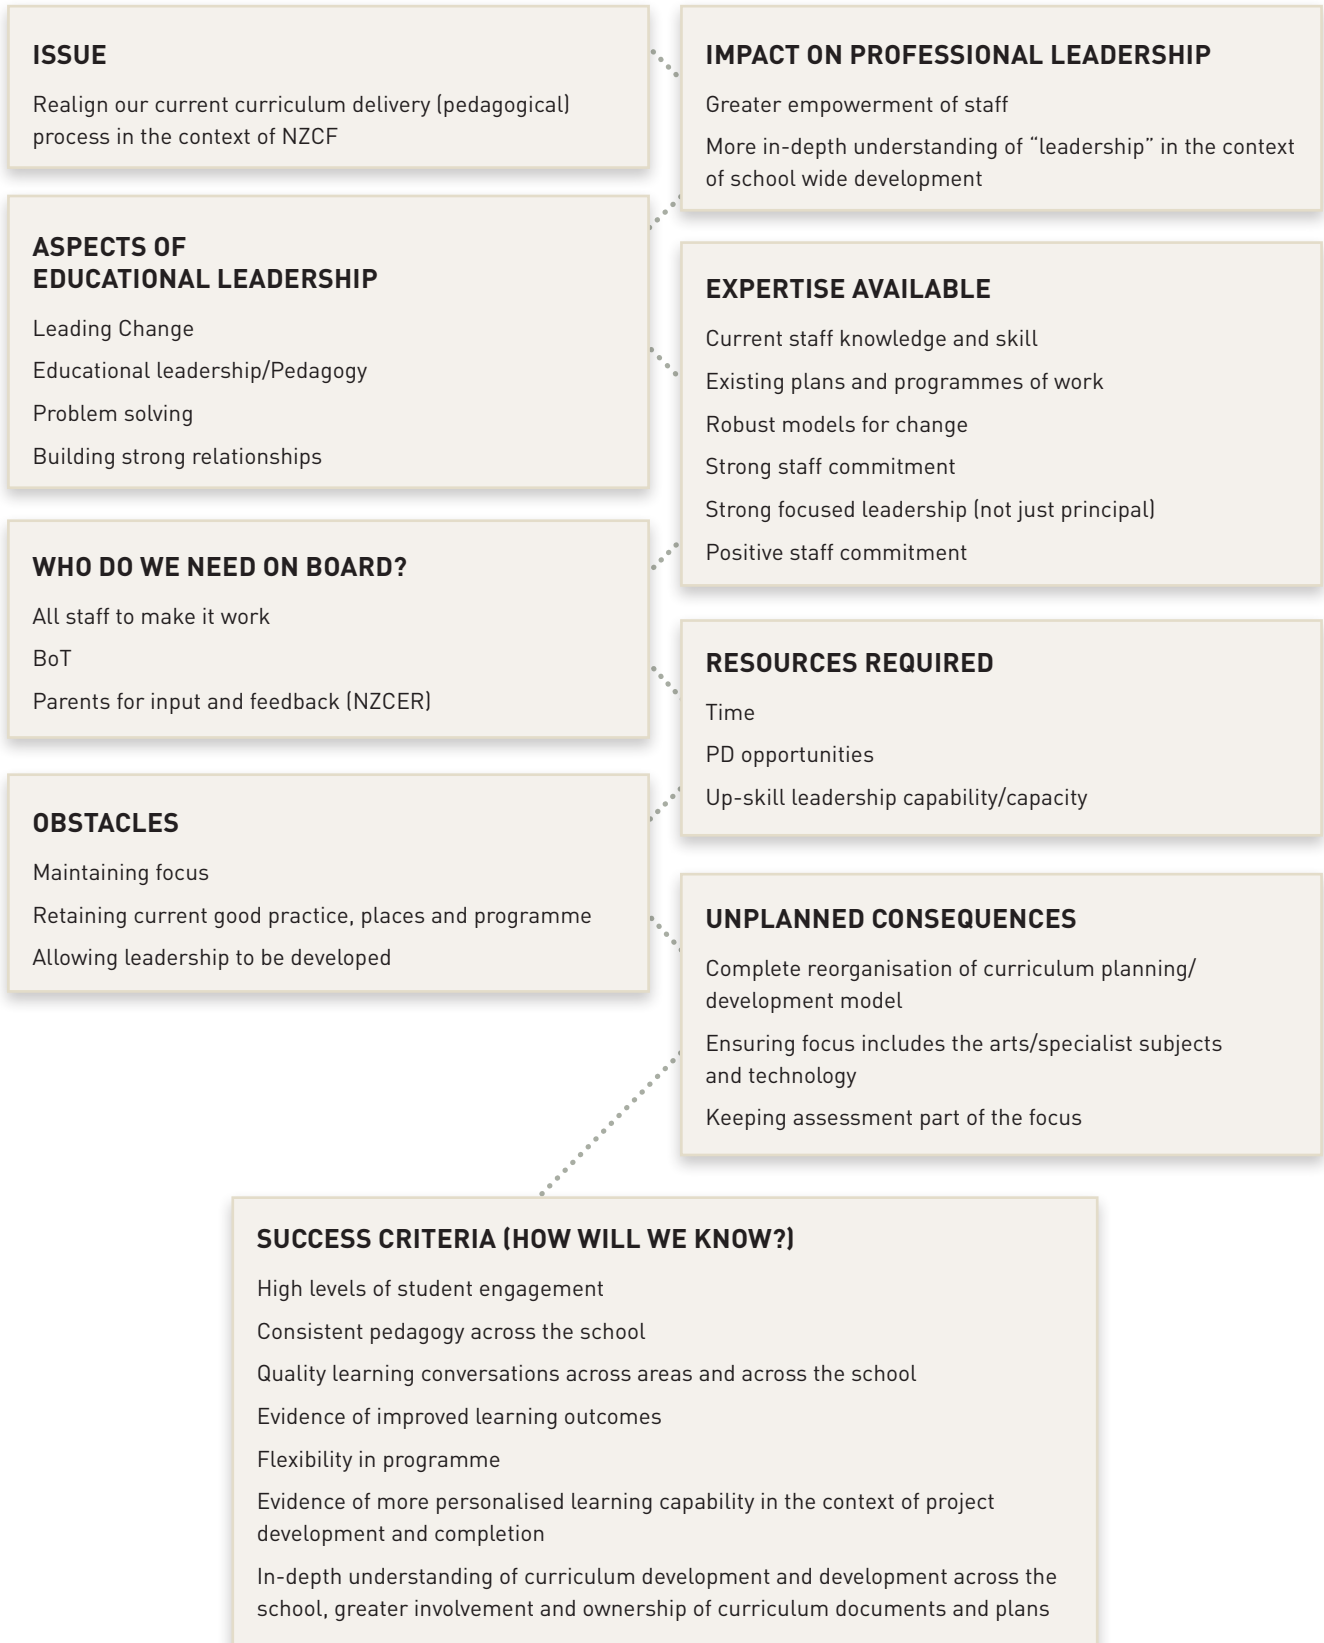 ISSUE
Realign our current curriculum delivery (pedagogical)
process in the context of NZCF
IMPACT ON PROFESSIONAL LEADERSHIP
Greater empowerment of staff
More in-depth understanding of “leadership” in the context
of school wide development
ASPECTS OF
EDUCATIONAL LEADERSHIP
Leading Change
Educational leadership/Pedagogy
Problem solving
Building strong relationships
EXPERTISE AVAILABLE
Current staff knowledge and skill
Existing plans and programmes of work
Robust models for change
Strong staff commitment
Strong focused leadership (not just principal)
Positive staff commitment
WHO DO WE NEED ON BOARD?
All staff to make it work
BoT
Parents for input and feedback (NZCER)
RESOURCES REQUIRED
Time
PD opportunities
Up-skill leadership capability/capacity
OBSTACLES
Maintaining focus
Retaining current good practice, places and programme
Allowing leadership to be developed
UNPLANNED CONSEQUENCES
Complete reorganisation of curriculum planning/
development model
Ensuring focus includes the arts/specialist subjects
and technology
Keeping assessment part of the focus
SUCCESS CRITERIA (HOW WILL WE KNOW?)
High levels of student engagement
Consistent pedagogy across the school
Quality learning conversations across areas and across the school
Evidence of improved learning outcomes
Flexibility in programme
Evidence of more personalised learning capability in the context of project
development and completion
In-depth understanding of curriculum development and development across the
school, greater involvement and ownership of curriculum documents and plans